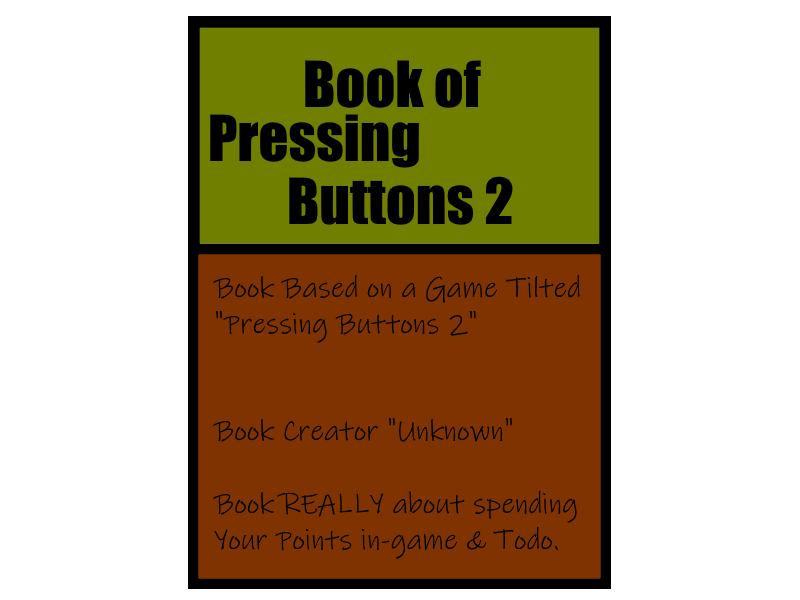 Book of
Pressing
Buttons 2
Book Based on a Game Tilted
"Pressing Buttons 2"
Book Creator "Unknown"
Book REALLY about spending
Your Points in-game & Todo.